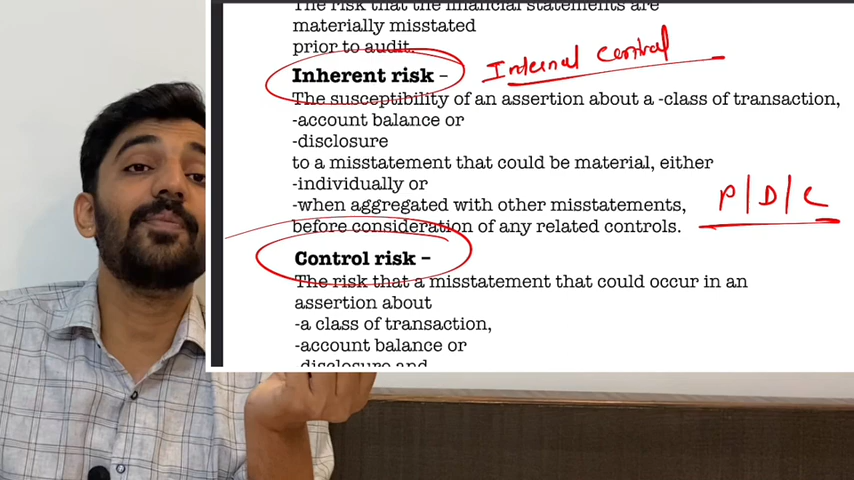 The risk that the financial statements are
materially misstated
prior to audit.
Inherent risk – Internal Control
The susceptibility of an assertion about a -class of transaction,
-account balance or
-disclosure
to a misstatement that could be material, either
-individually or
-when aggregated with other misstatements, P/D/C
before consideration of any related controls.
Control risk –
The risk that a misstatement that could occur in an
assertion about
-a class of transaction,
-account balance or
-disclosure and